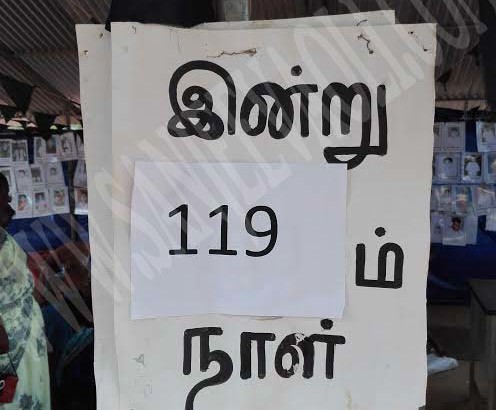 இன்று
119
ம்
நாள்